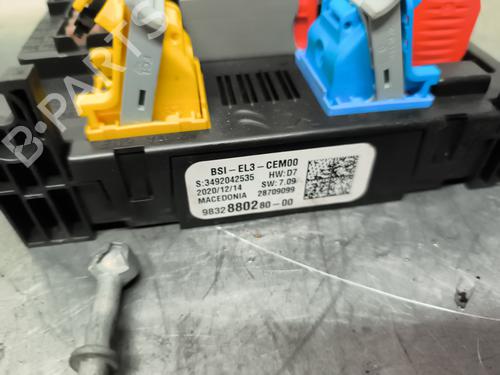 B-PARTS
BSI-EL3-CEM00
S:3492042535 HW:D7
2020/12/14 SW:7.09
MACEDONIA 28709099
9832880280-00